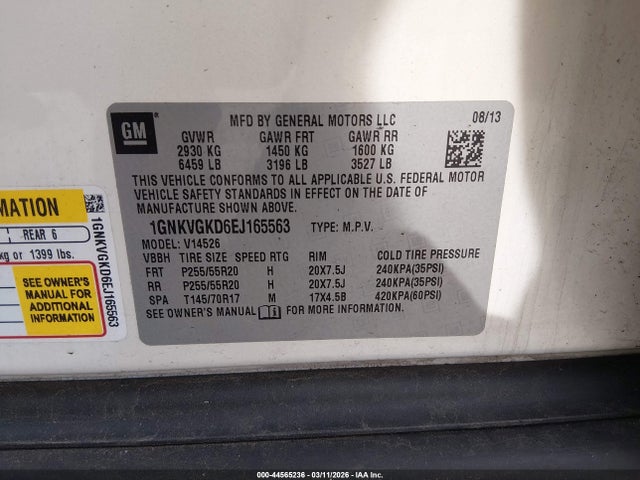 GM
MFD BY GENERAL MOTORS LLC
08/13
GVWR GAWR FRT GAWR RR
2930 KG 1450 KG 1600 KG
6459 LB 3196 LB 3527 LB
THIS VEHICLE CONFORMS TO ALL APPLICABLE U.S. FEDERAL MOTOR
VEHICLE SAFETY STANDARDS IN EFFECT ON THE DATE OF
MANUFACTURE SHOWN ABOVE.
1GNKVGKD6EJ165563 TYPE: M.P.V.
MODEL: V14526
VBBH TIRE SIZE SPEED RTG RIM COLD TIRE PRESSURE
FRT P255/55R20 H 20X7.5J 240KPA(35PSI)
RR P255/55R20 H 20X7.5J 240KPA(35PSI)
SPA T145/70R17 M 17X4.5B 420KPA(60PSI)
SEE OWNER'S MANUAL FOR MORE INFORMATION.
MATION
REAR 6
kg or 1399 lbs.
SEE OWNER'S
MANUAL FOR
ADDITIONAL
INFORMATION
1GNKVGKD6EJ165563
000-44565236 - 03/11/2026 - IAA Inc.